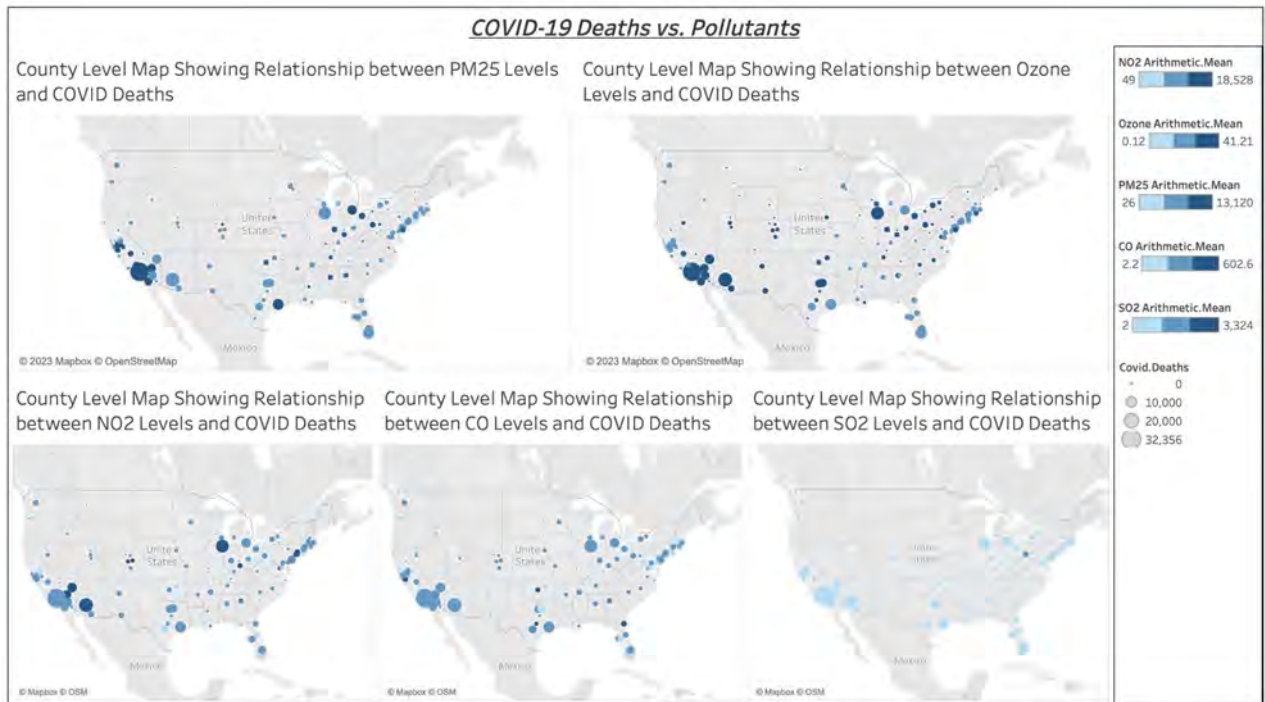 COVID-19 Deaths vs. Pollutants
County Level Map Showing Relationship between PM25 Levels
and COVID Deaths
United
States
Mexico
© 2023 Mapbox © OpenStreetMap
County Level Map Showing Relationship between Ozone
Levels and COVID Deaths
United
States
Mexico
© 2023 Mapbox © OpenStreetMap
County Level Map Showing Relationship
between NO2 Levels and COVID Deaths
United
States
Mexico
© Mapbox © OSM
County Level Map Showing Relationship
between CO Levels and COVID Deaths
United
States
Mexico
© Mapbox © OSM
County Level Map Showing Relationship
between SO2 Levels and COVID Deaths
United
States
Mexico
© Mapbox © OSM
NO2 Arithmetic.Mean
49 18,528
Ozone Arithmetic.Mean
0.12 41.21
PM25 Arithmetic.Mean
26 13,120
CO Arithmetic.Mean
2.2 602.6
SO2 Arithmetic.Mean
2 3,324
Covid.Deaths
0
10,000
20,000
32,356